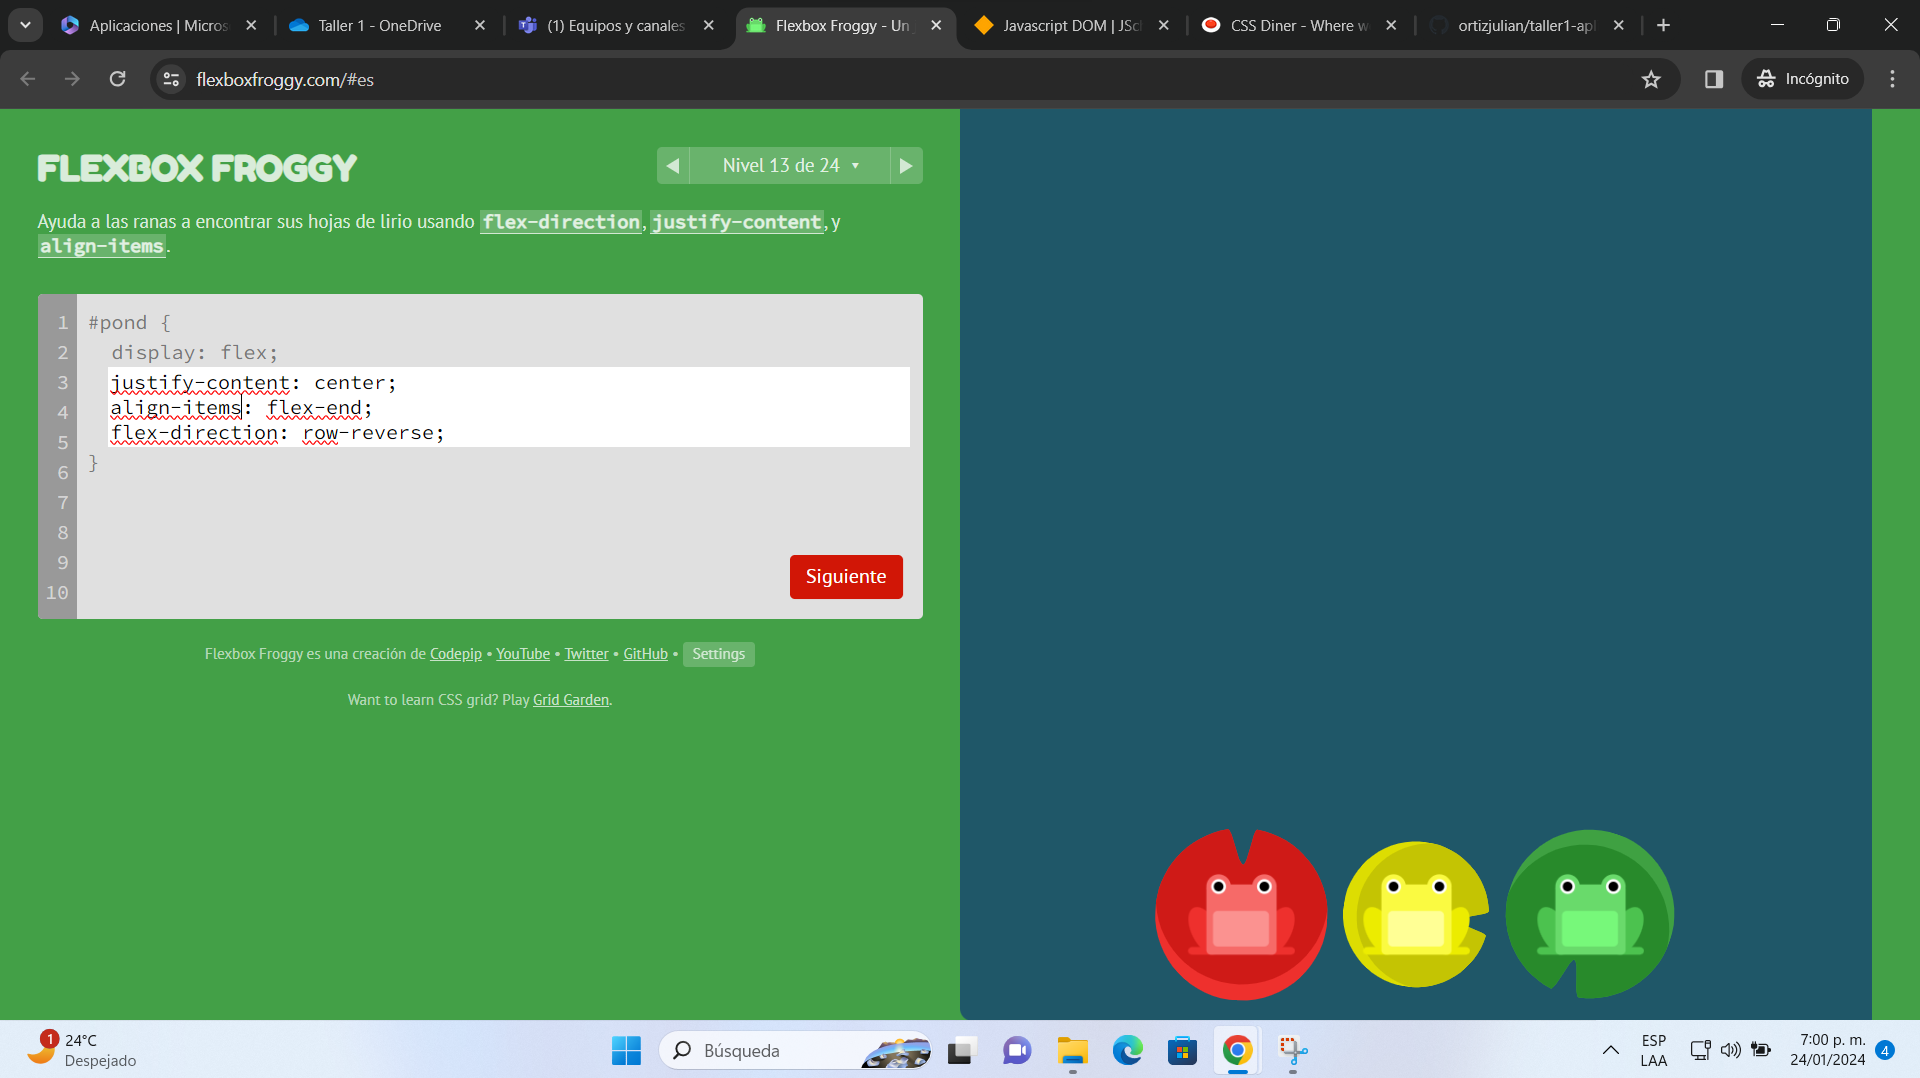 Aplicaciones | Micros
Taller 1 - OneDrive
(1) Equipos y canales
Flexbox Froggy - Un
Javascript DOM | JSc
CSS Diner - Where w
ortizjulian/taller1-apl
flexboxfroggy.com/#es
Incógnito
FLEXBOX FROGGY
Nivel 13 de 24
Ayuda a las ranas a encontrar sus hojas de lirio usando flex-direction, justify-content, y
align-items.
1 #pond {
2 display: flex;
3 justify-content: center;
4 align-items: flex-end;
5 flex-direction: row-reverse;
6 }
7
8
9
10
Siguiente
Flexbox Froggy es una creación de Codepip • YouTube • Twitter • GitHub • Settings
Want to learn CSS grid? Play Grid Garden.
1
24°C
Despejado
Búsqueda
ESP
LAA
7:00 p. m.
24/01/2024
4